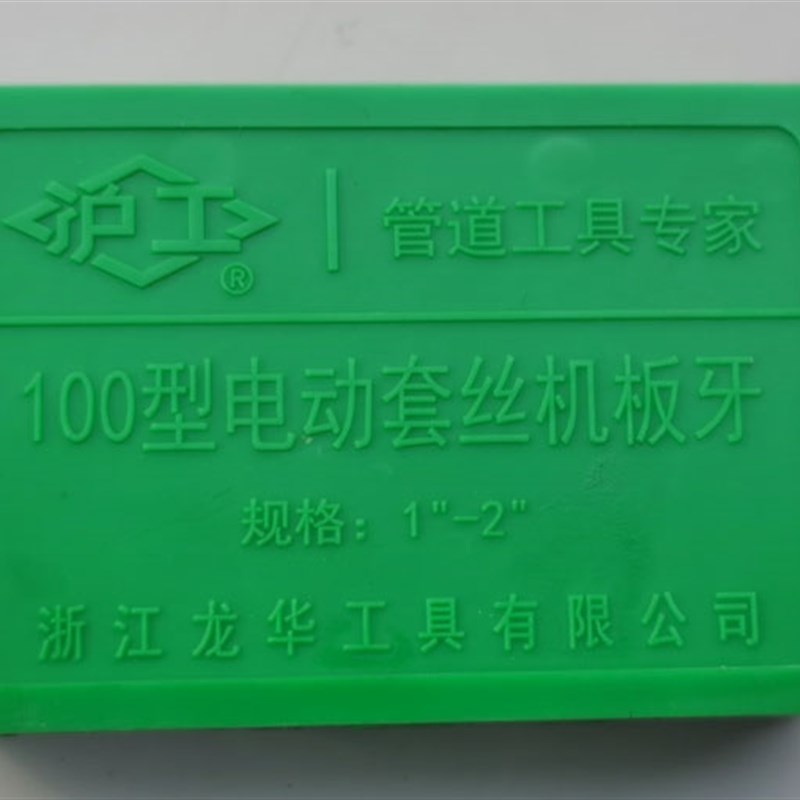 沪工® | 管道工具专家
100型电动套丝机板牙
规格：1"-2"
浙江龙华工具有限公司